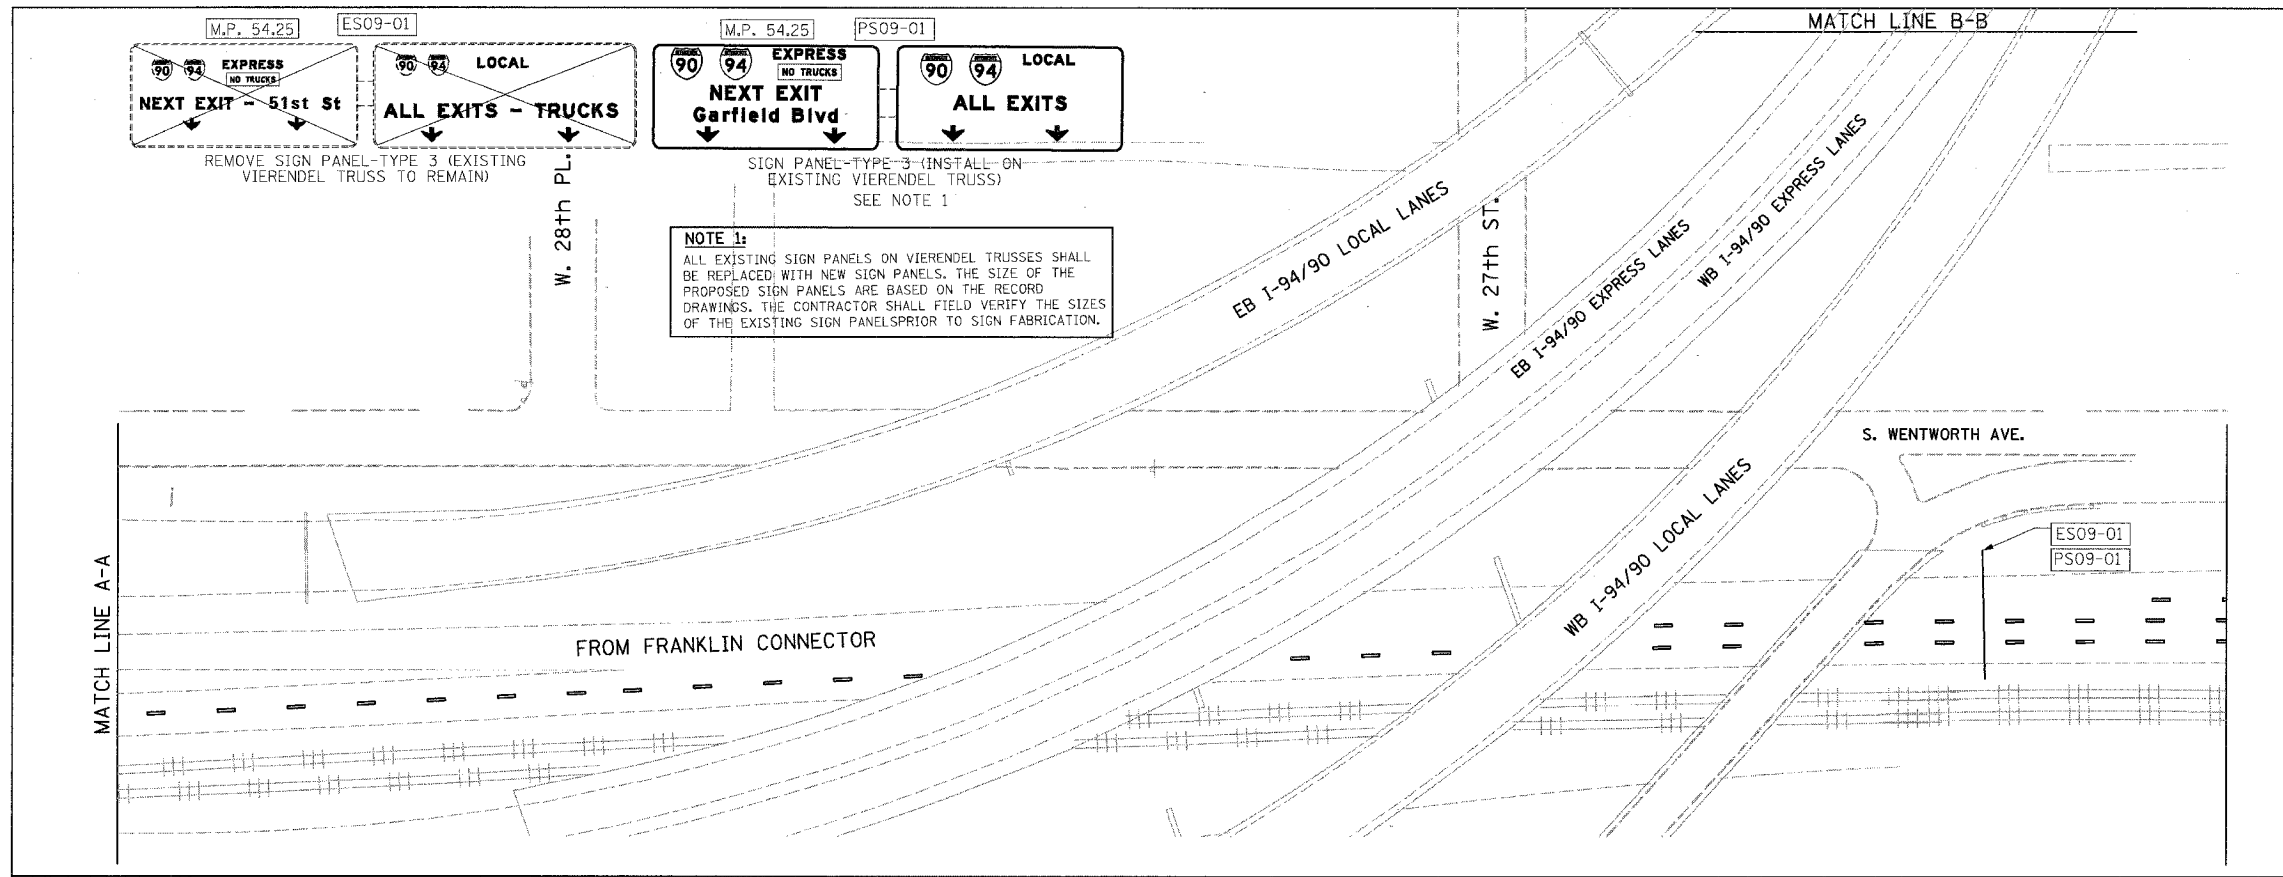 M.P. 54.25
ES09-01
90 94 EXPRESS
NO TRUCKS
NEXT EXIT - 51st St
90 94 LOCAL
ALL EXITS - TRUCKS
REMOVE SIGN PANEL-TYPE 3 (EXISTING
VIERENDEL TRUSS TO REMAIN)
M.P. 54.25
PS09-01
90 94 EXPRESS
NO TRUCKS
NEXT EXIT
Garfield Blvd
90 94 LOCAL
ALL EXITS
SIGN PANEL-TYPE 3 (INSTALL ON
EXISTING VIERENDEL TRUSS)
SEE NOTE 1
MATCH LINE B-B
NOTE 1:
ALL EXISTING SIGN PANELS ON VIERENDEL TRUSSES SHALL
BE REPLACED WITH NEW SIGN PANELS. THE SIZE OF THE
PROPOSED SIGN PANELS ARE BASED ON THE RECORD
DRAWINGS. THE CONTRACTOR SHALL FIELD VERIFY THE SIZES
OF THE EXISTING SIGN PANELSPRIOR TO SIGN FABRICATION.
W. 28th PL.
EB I-94/90 LOCAL LANES
W. 27th ST.
EB I-94/90 EXPRESS LANES
WB I-94/90 EXPRESS LANES
S. WENTWORTH AVE.
WB I-94/90 LOCAL LANES
ES09-01
PS09-01
MATCH LINE A-A
FROM FRANKLIN CONNECTOR